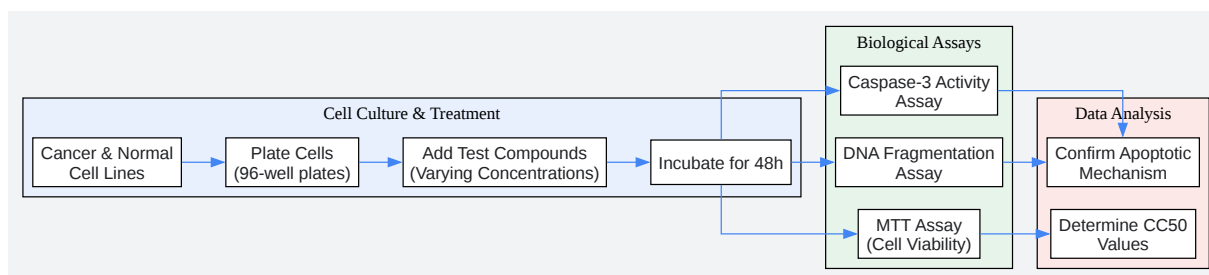 Cell Culture & Treatment
Cancer & Normal
Cell Lines
Plate Cells
(96-well plates)
Add Test Compounds
(Varying Concentrations)
Incubate for 48h
Biological Assays
Caspase-3 Activity
Assay
DNA Fragmentation
Assay
MTT Assay
(Cell Viability)
Data Analysis
Confirm Apoptotic
Mechanism
Determine CC50
Values